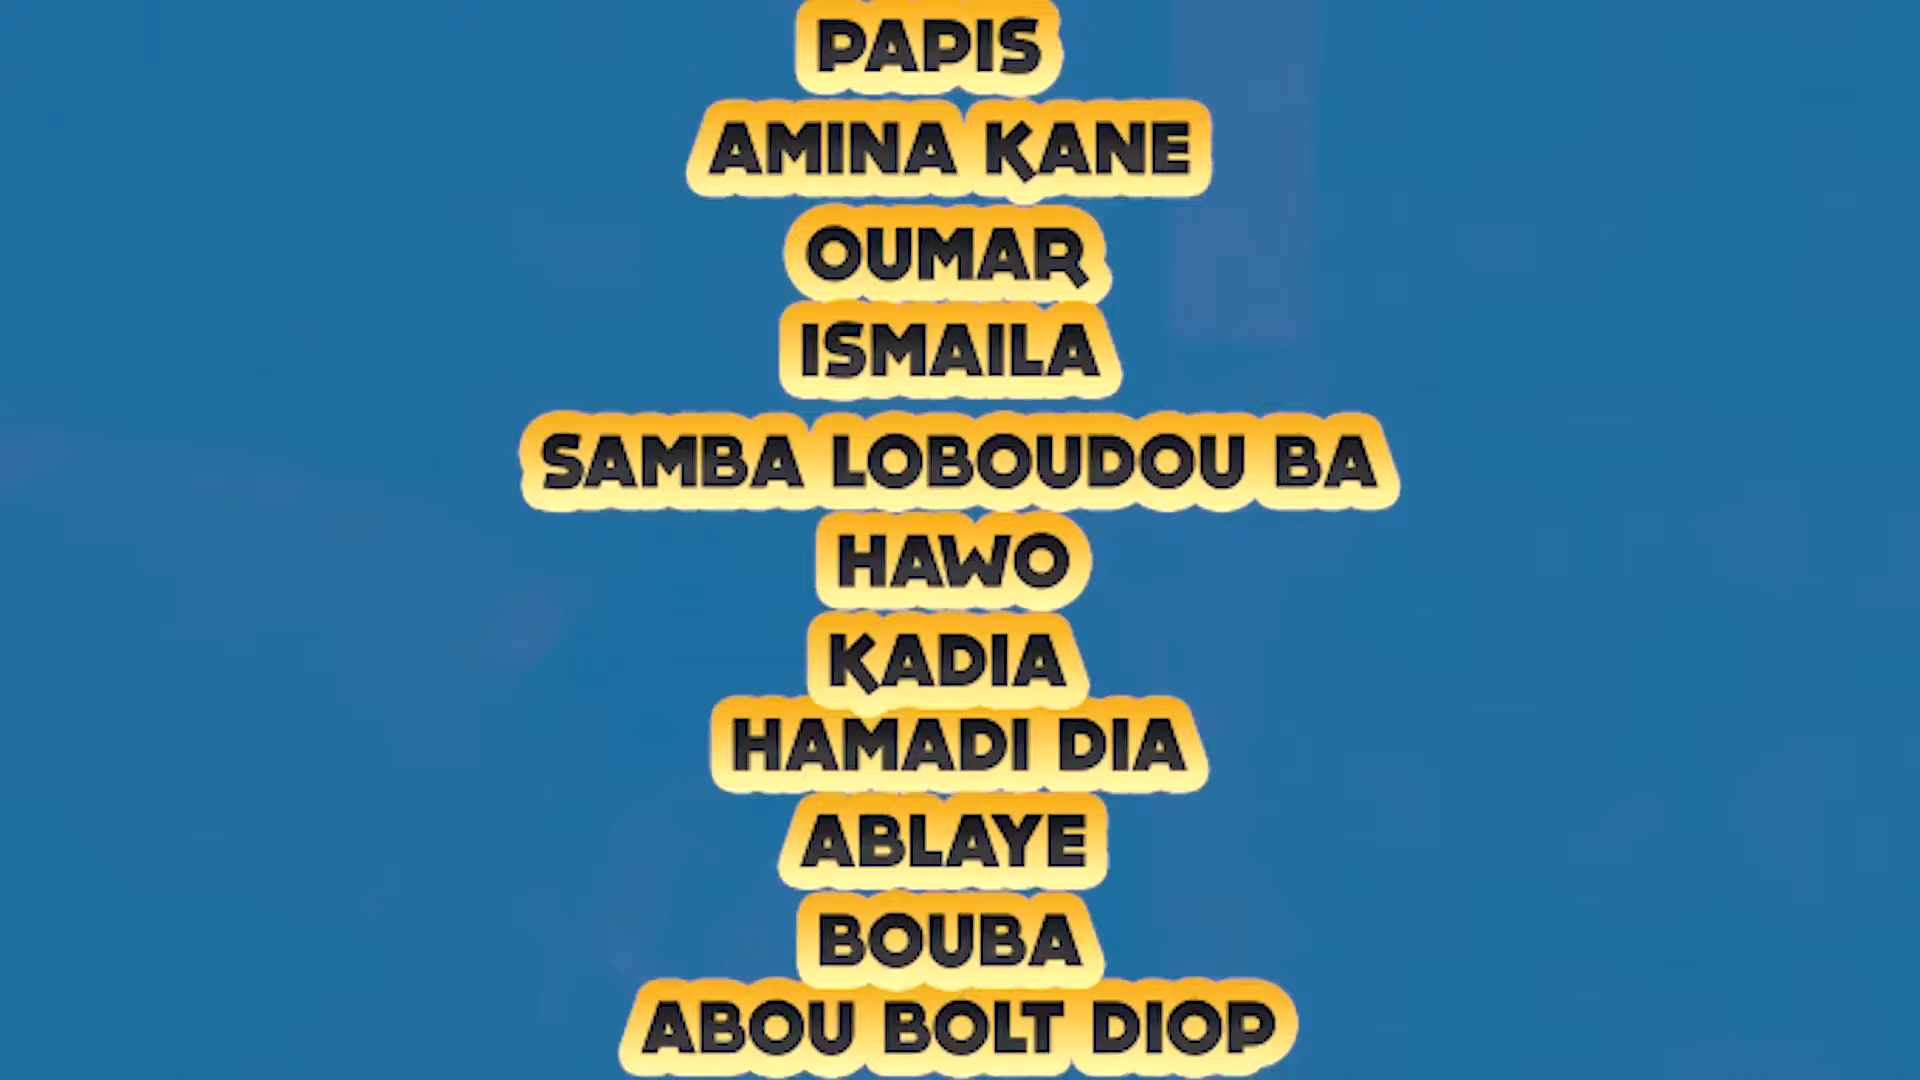 PAPIS
AMINA KANE
OUMAR
ISMAILA
SAMBA LOBOUDOU BA
HAWO
KADIA
HAMADI DIA
ABLAYE
BOUBA
ABOU BOLT DIOP